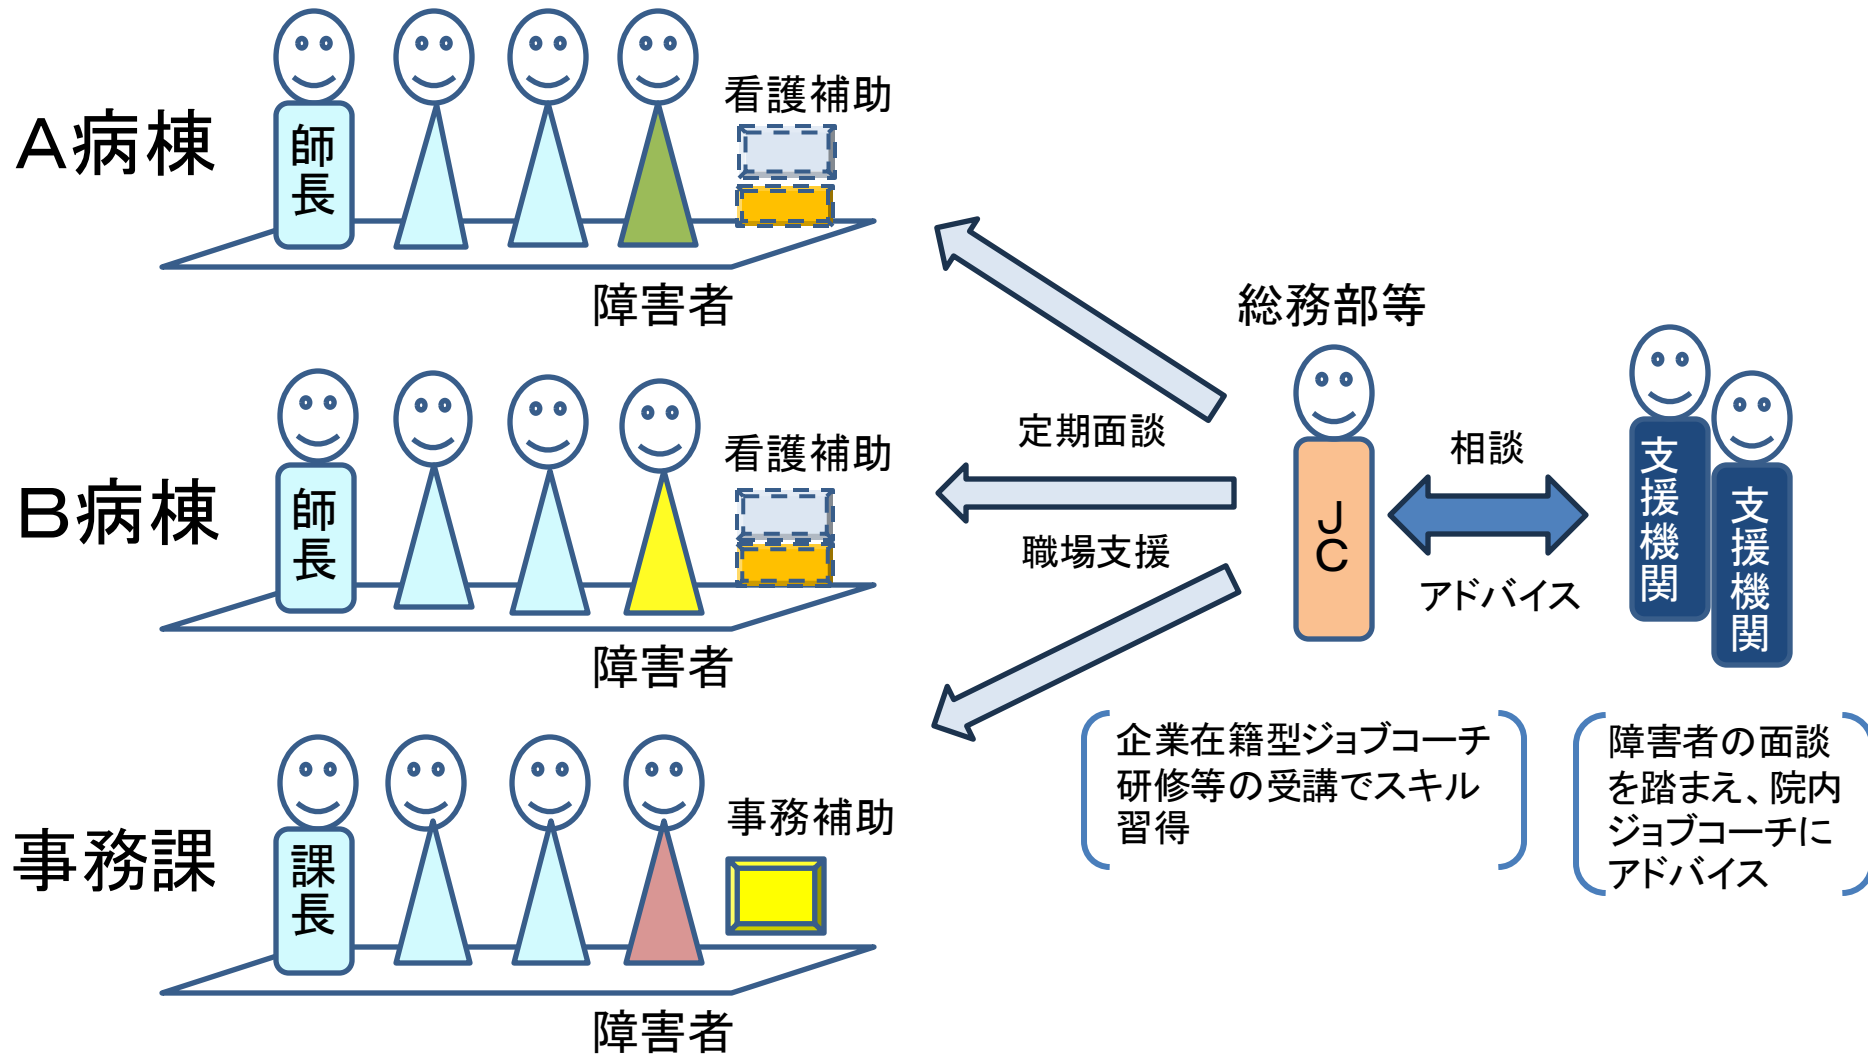 A病棟
師長
看護補助
障害者
B病棟
師長
看護補助
障害者
事務課
課長
事務補助
障害者
定期面談
職場支援
総務部等
JC
相談
アドバイス
支援機関
支援機関
企業在籍型ジョブコーチ
研修等の受講でスキル
習得
障害者の面談
を踏まえ、院内
ジョブコーチに
アドバイス